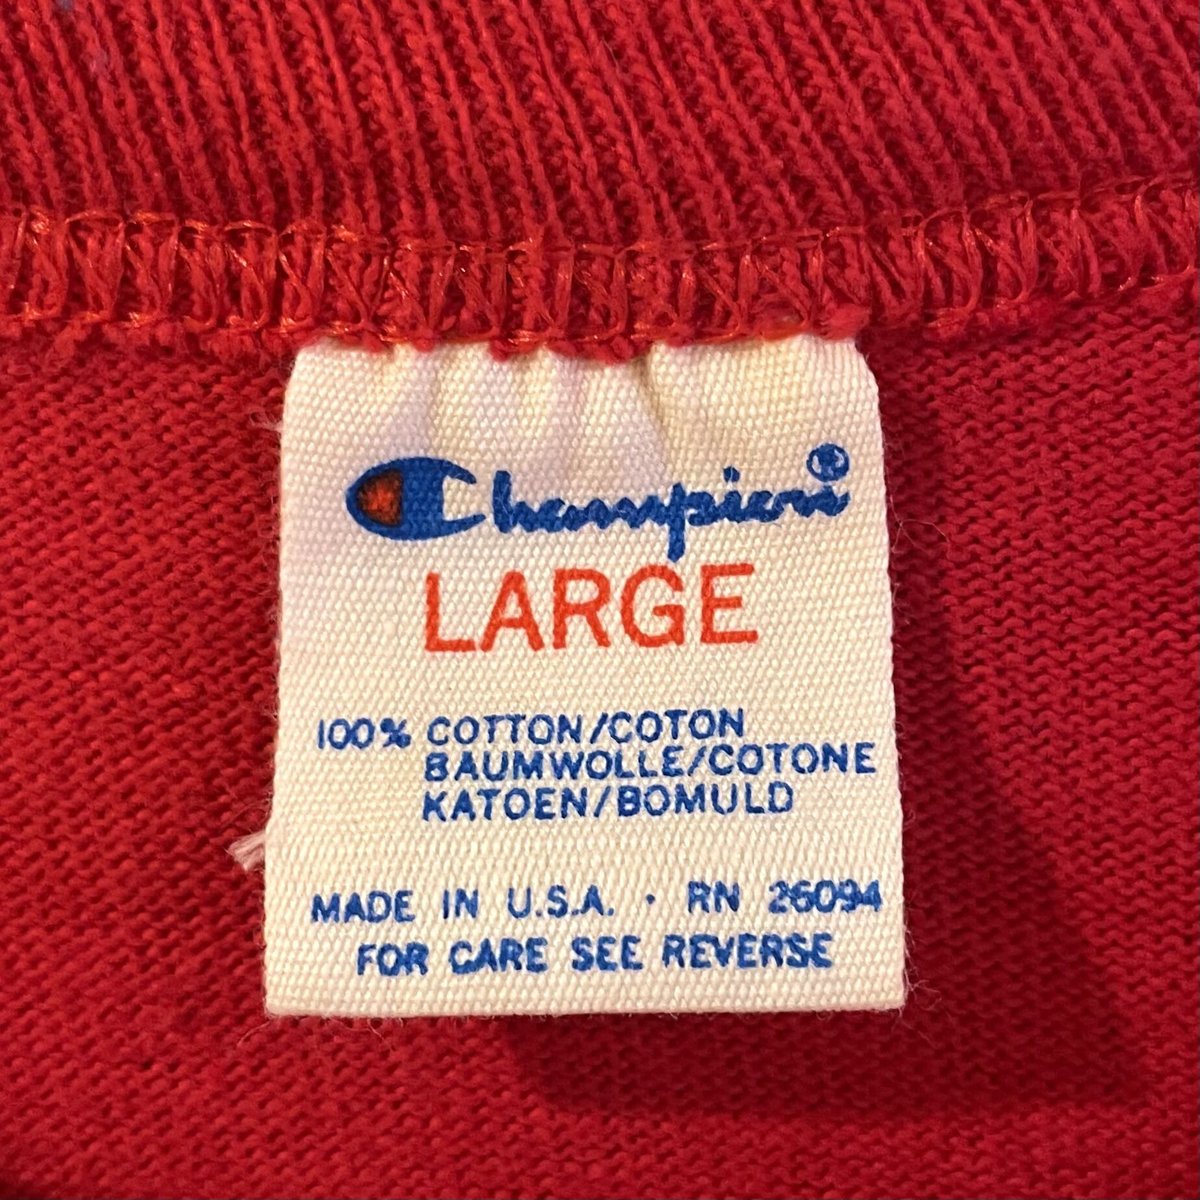 Champion®
LARGE
100% COTTON/COTON
BAUMWOLLE/COTONE
KATOEN/BOMULD
MADE IN U.S.A. · RN 26094
FOR CARE SEE REVERSE